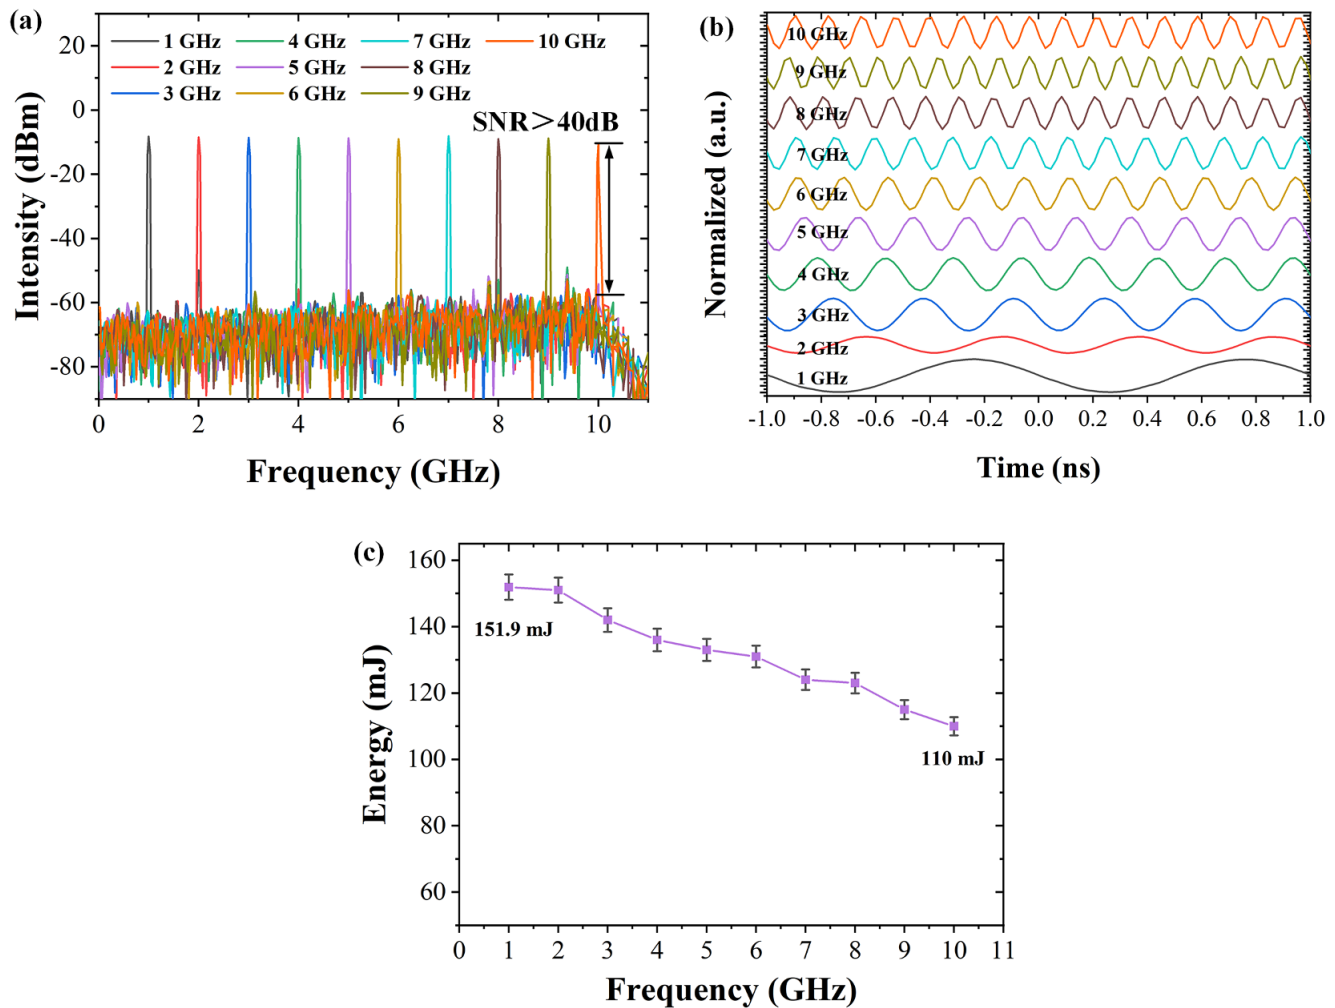 (a)
1 GHz 4 GHz 7 GHz 10 GHz
2 GHz 5 GHz 8 GHz
3 GHz 6 GHz 9 GHz
SNR＞40dB
20
0
-20
-40
-60
-80
Intensity (dBm)
0 2 4 6 8 10
Frequency (GHz)
(b)
10 GHz
9 GHz
8 GHz
7 GHz
6 GHz
5 GHz
4 GHz
3 GHz
2 GHz
1 GHz
Normalized (a.u.)
-1.0 -0.8 -0.6 -0.4 -0.2 0.0 0.2 0.4 0.6 0.8 1.0
Time (ns)
(c)
160
140
120
100
80
60
Energy (mJ)
151.9 mJ
110 mJ
0 1 2 3 4 5 6 7 8 9 10 11
Frequency (GHz)